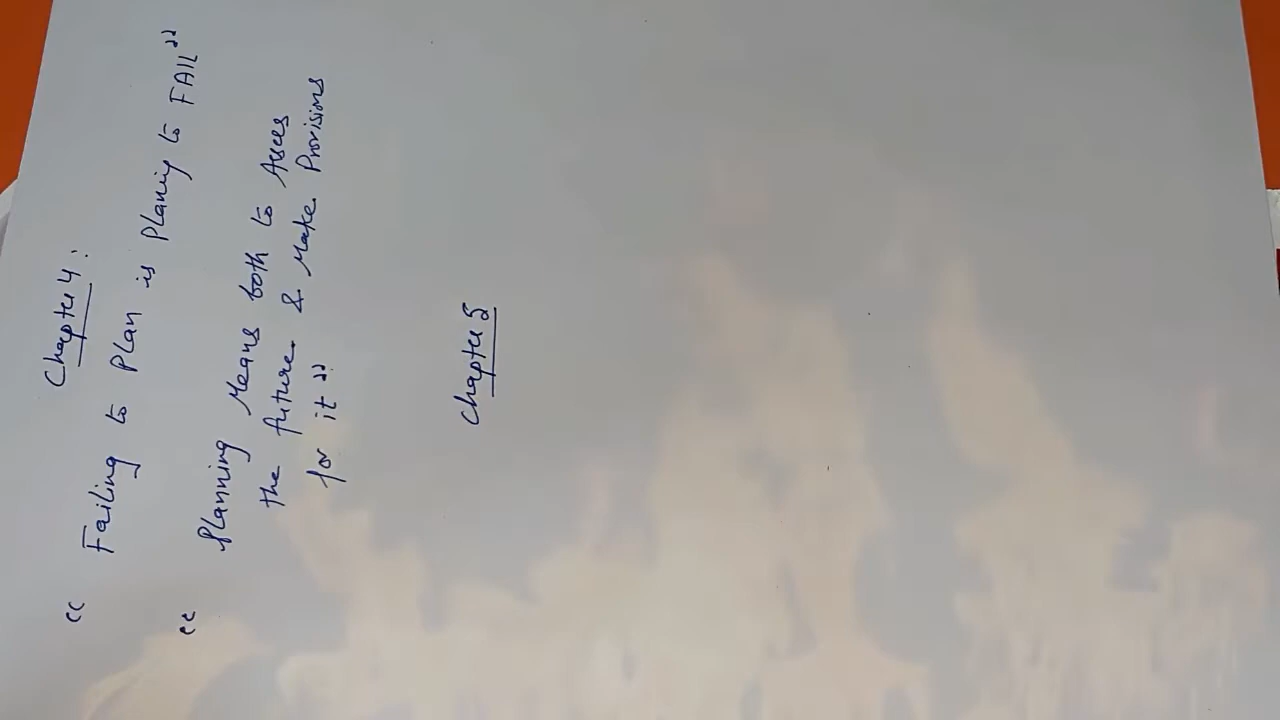 Chapter 4:
“ Failing to Plan is Planing to FAIL”
“ Planning Means both to Asses
the future & Make Provisions
for it”
Chapter 5